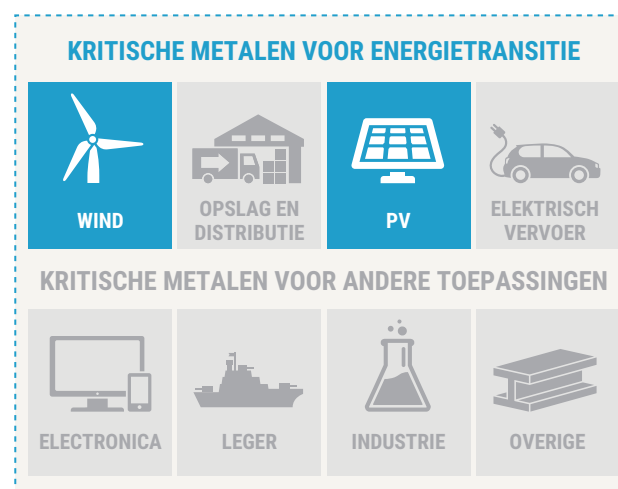 KRITISCHE METALEN VOOR ENERGIETRANSITIE
WIND
OPSLAG EN
DISTRIBUTIE
PV
ELEKTRISCH
VERVOER
KRITISCHE METALEN VOOR ANDERE TOEPASSINGEN
ELECTRONICA
LEGER
INDUSTRIE
OVERIGE